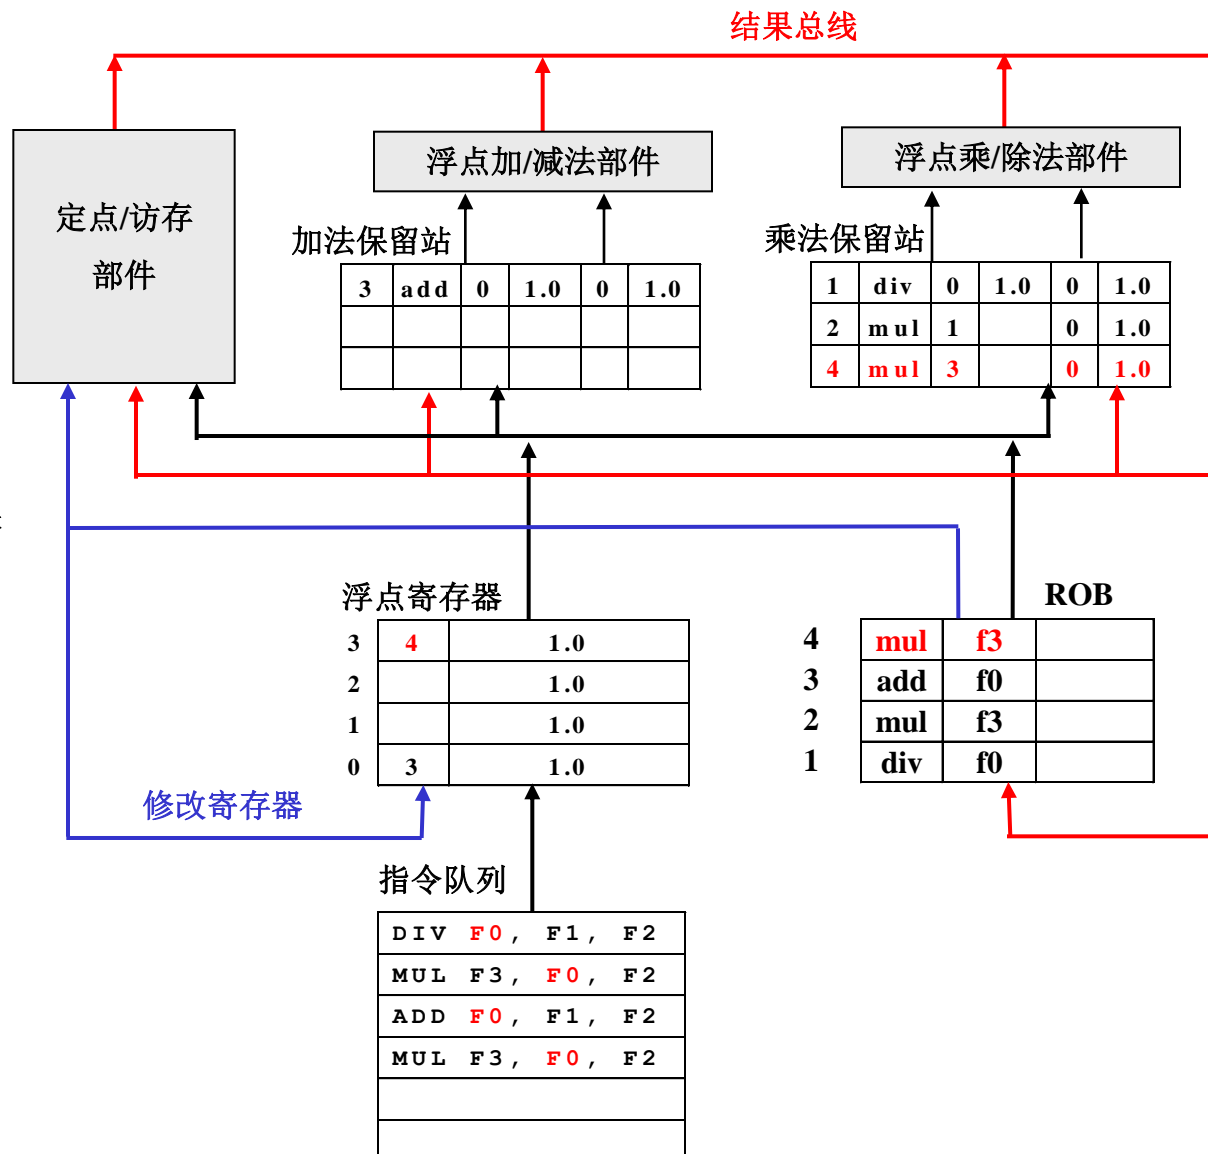 结果总线
定点/访存
部件
浮点加/减法部件
浮点乘/除法部件
加法保留站
3 add 0 1.0 0 1.0
乘法保留站
1 div 0 1.0 0 1.0
2 mul 1 0 1.0
4 mul 3 0 1.0
浮点寄存器
3 4 1.0
2 1.0
1 1.0
0 3 1.0
ROB
4 mul f3
3 add f0
2 mul f3
1 div f0
修改寄存器
指令队列
DIV F0, F1, F2
MUL F3, F0, F2
ADD F0, F1, F2
MUL F3, F0, F2